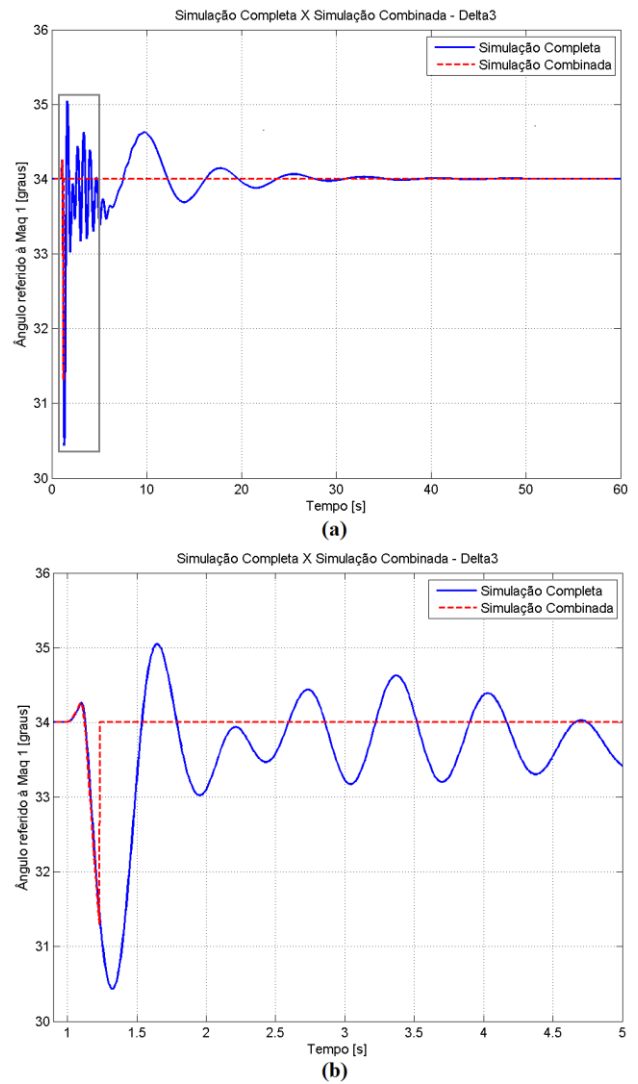 Simulação Completa X Simulação Combinada - Delta3
36
35
34
33
32
31
30
Ângulo referido à Maq 1 [graus]
Simulação Completa
Simulação Combinada
0 10 20 30 40 50 60
Tempo [s]
(a)
Simulação Completa X Simulação Combinada - Delta3
36
35
34
33
32
31
30
Ângulo referido à Maq 1 [graus]
Simulação Completa
Simulação Combinada
1 1.5 2 2.5 3 3.5 4 4.5 5
Tempo [s]
(b)